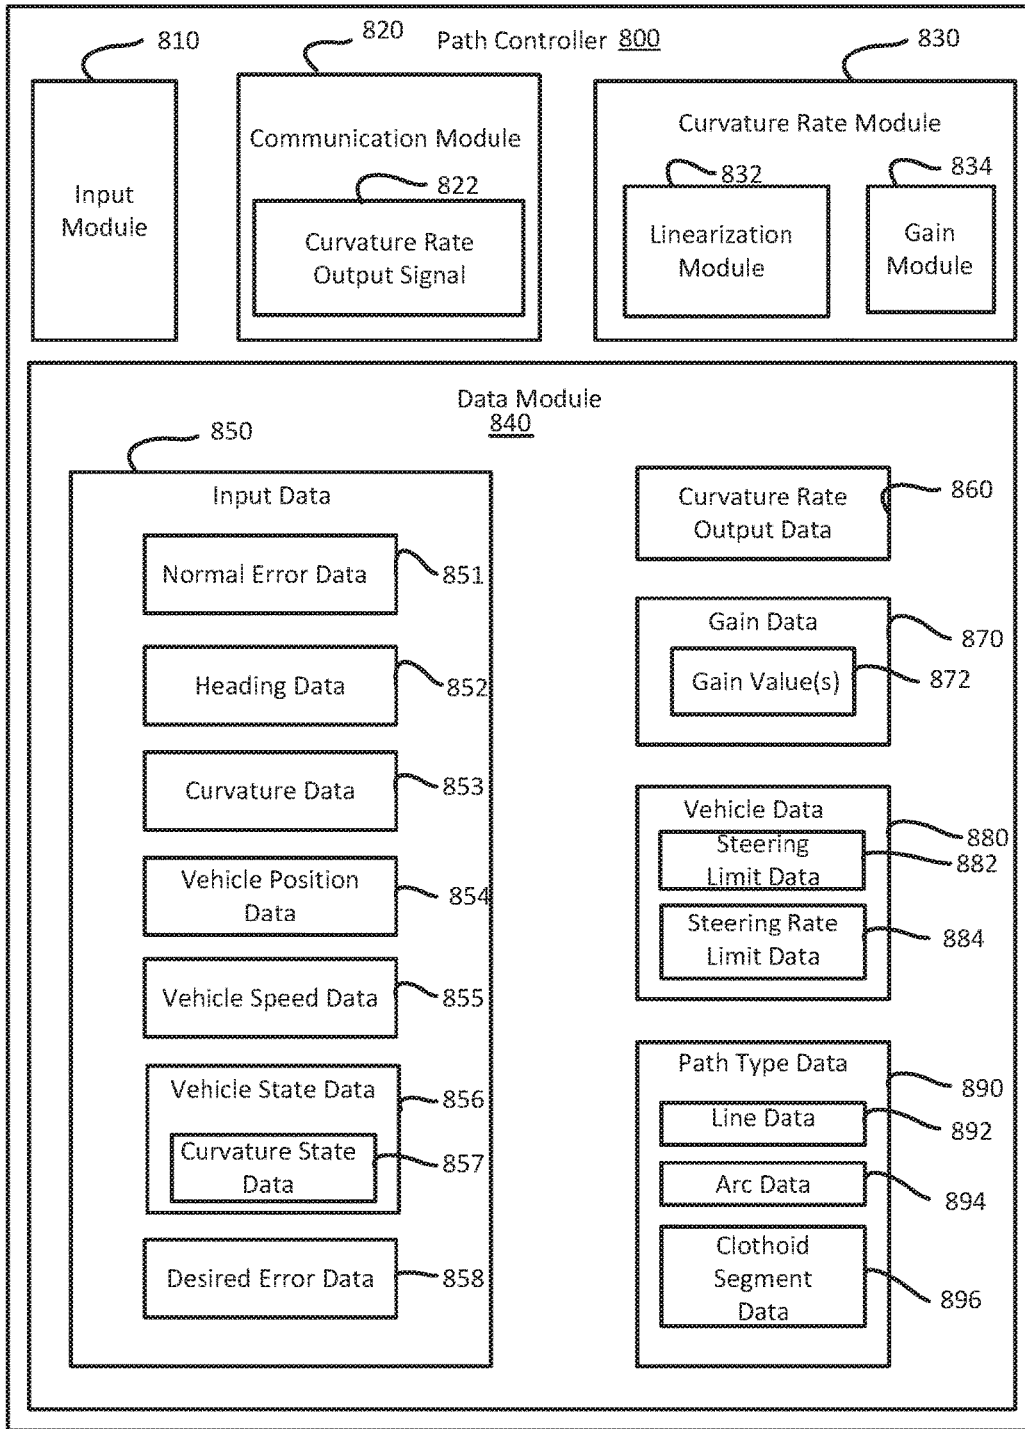 Path Controller 800
810
820
830
Input
Module
Communication Module
822
Curvature Rate
Output Signal
Curvature Rate Module
832
834
Linearization
Module
Gain
Module
Data Module
840
850
Input Data
Normal Error Data
851
Heading Data
852
Curvature Data
853
Vehicle Position
Data
854
Vehicle Speed Data
855
Vehicle State Data
856
Curvature State
Data
857
Desired Error Data
858
Curvature Rate
Output Data
860
Gain Data
870
Gain Value(s)
872
Vehicle Data
880
Steering
Limit Data
882
Steering Rate
Limit Data
884
Path Type Data
890
Line Data
892
Arc Data
894
Clothoid
Segment
Data
896